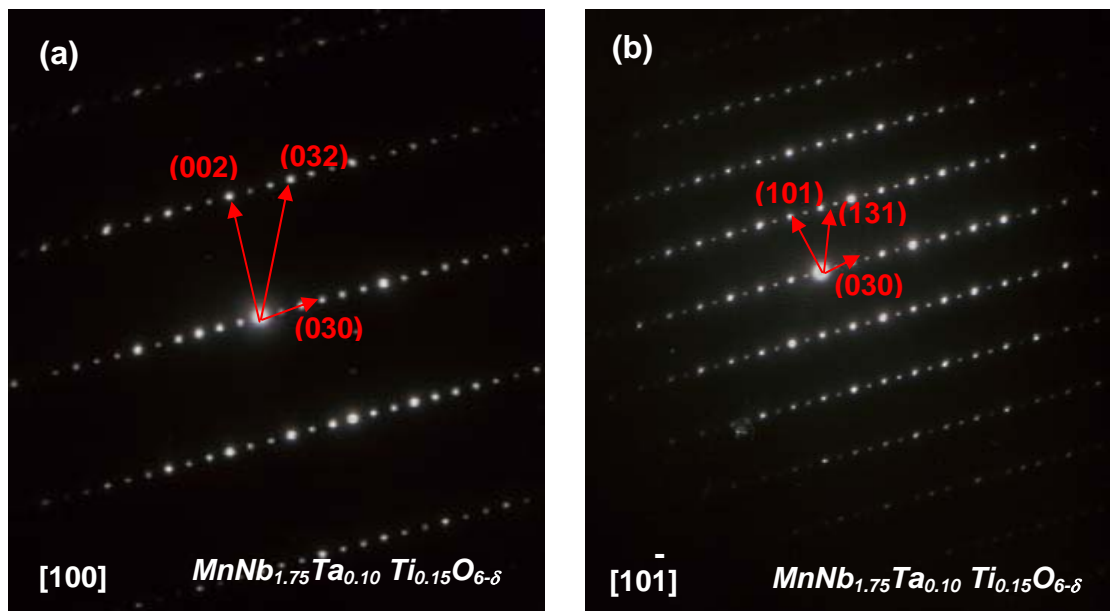 (a)
(002)
(032)
(030)
[100]
MnNb1.75Ta0.10 Ti0.15O6-δ
(b)
(101)
(131)
(030)
[101̄]
MnNb1.75Ta0.10 Ti0.15O6-δ